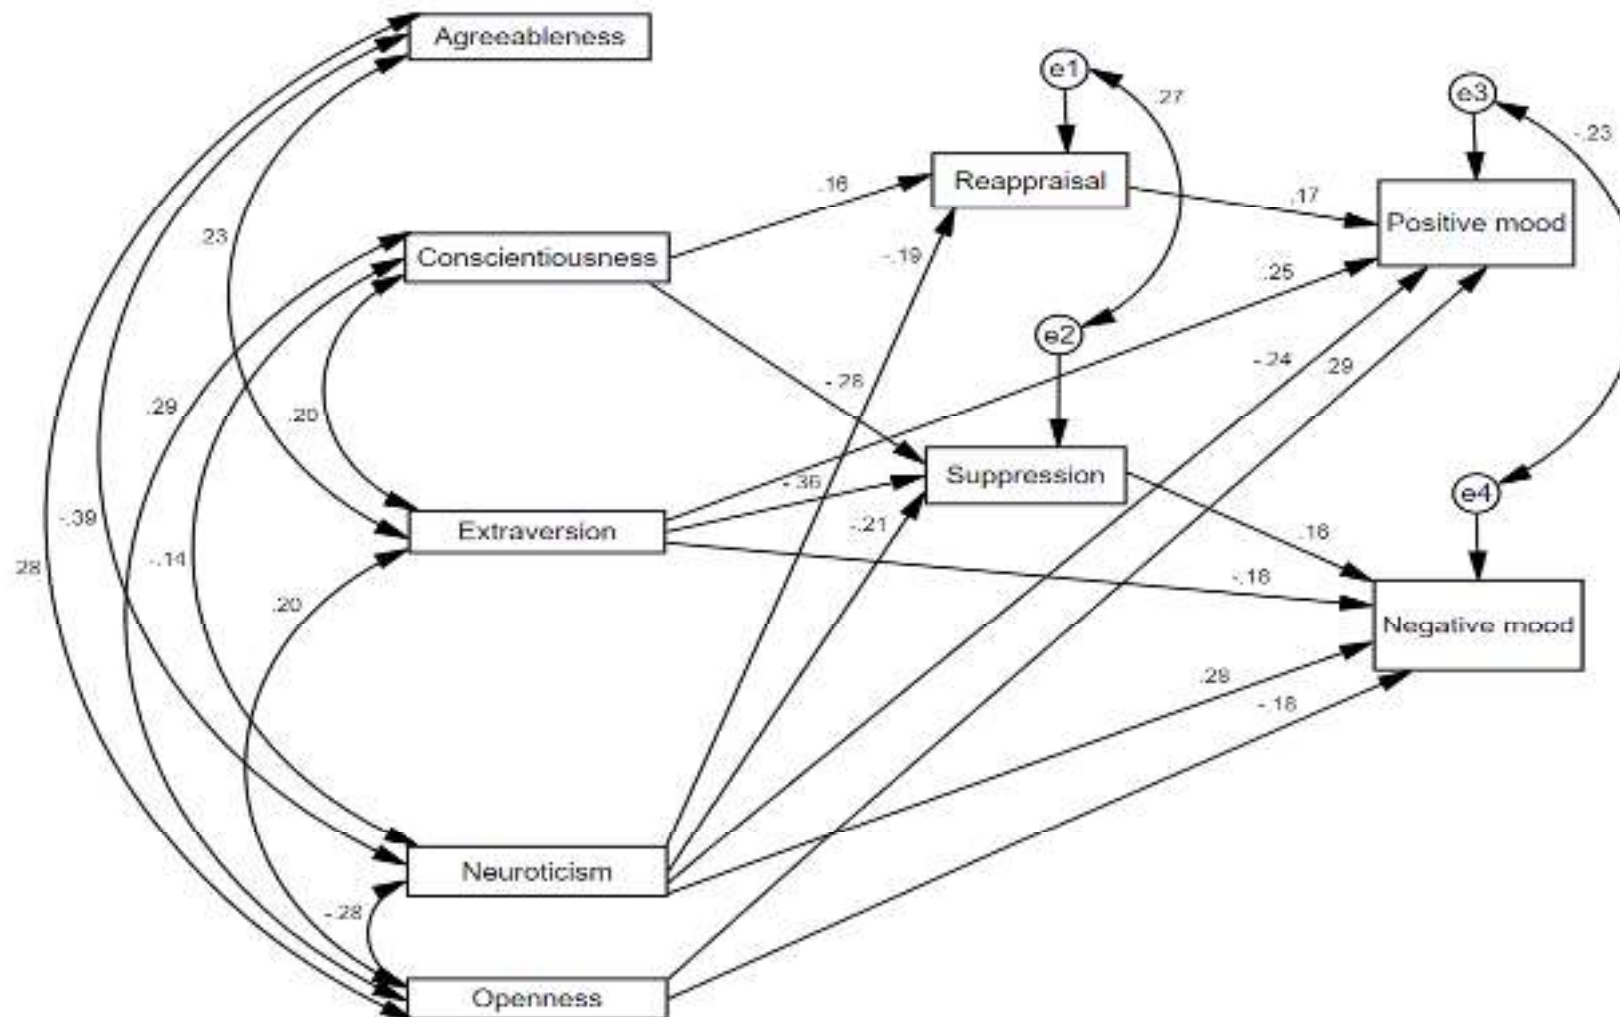 Agreeableness
e1
.27
e3
-.23
Reappraisal
.16
.17
Positive mood
.23
Conscientiousness
-.19
.25
e2
-.28
-.24
.29
.29
.20
Suppression
-.36
e4
-.39
Extraversion
-.21
.16
-.14
28
-.18
.20
Negative mood
.28
-.18
Neuroticism
-.28
Openness